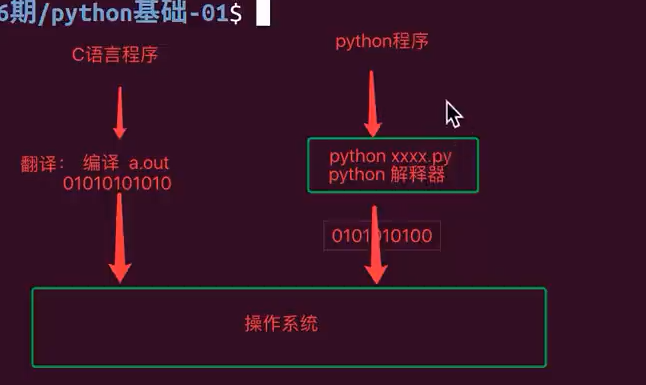 6期/python基础-01$
C语言程序
python程序
翻译: 编译 a.out
01010101010
python xxxx.py
python 解释器
0101010100
操作系统